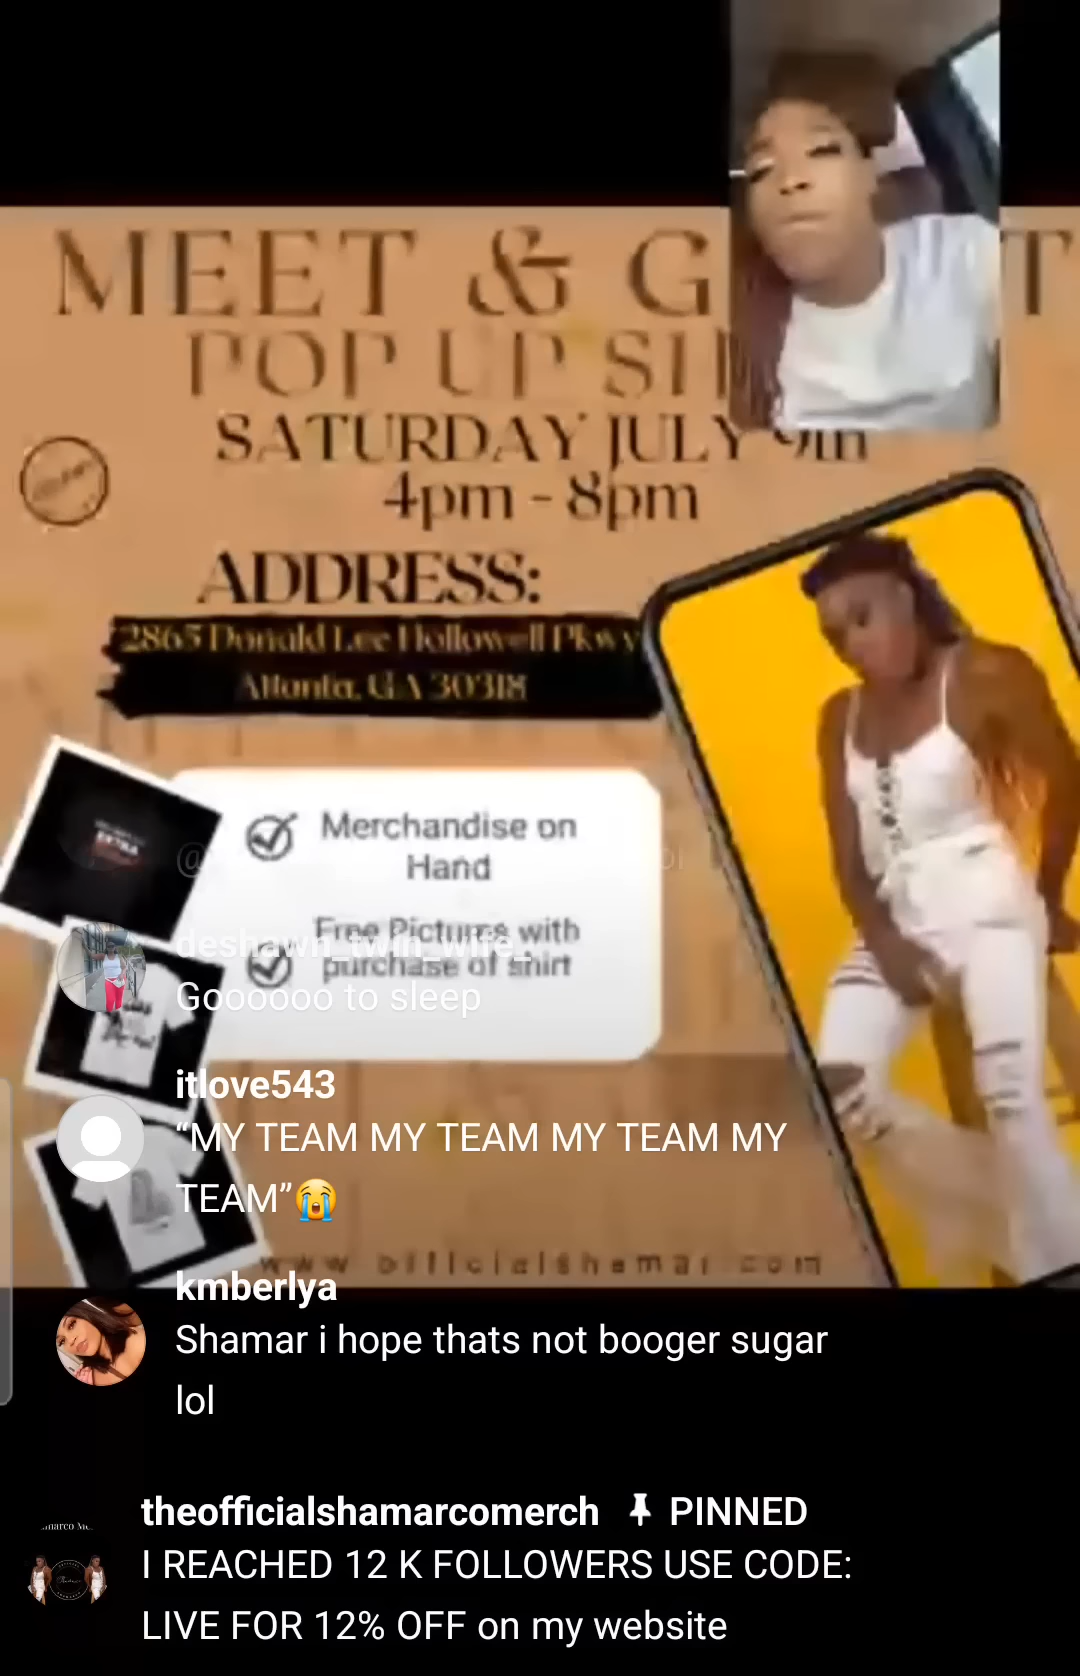 MEET & G T
POP UP
SATURDAY JULY 9th
4pm - 8pm
ADDRESS:
2865 Donald Lee Hollowell Pkwy
Atlanta, GA 30318
Merchandise on
Hand
Free Pictures with
purchase of shirt
deshawn_twin_wife_
Goooooo to sleep
itlove543
“MY TEAM MY TEAM MY TEAM MY
TEAM”😭
www.officialshamar.com
kmberlya
Shamar i hope thats not booger sugar
lol
theofficialshamarcomerch 📌 PINNED
I REACHED 12 K FOLLOWERS USE CODE:
LIVE FOR 12% OFF on my website